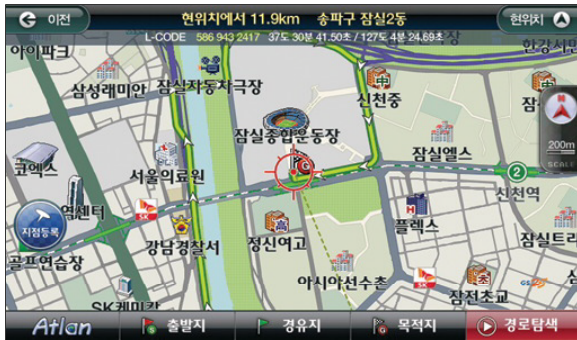 이전
현위치에서 11.9km 송파구 잠실2동
현위치
L-CODE 586 943 2417 37도 30분 41.50초 / 127도 4분 24.69초
아이파크
한강시민
삼성래미안
잠실자동차극장
신천중
中
N
잠실종합운동장
잠실엘스
200m
SCALE
코엑스
서울의료원
G
2
신천역
SK
지점등록
강남경찰서
정신여고
高
플렉스
H
잠실트리
골프연습장
아시아선수촌
SK
GS
SK케미칼
잠전초교
Atlan
S 출발지
경유지
G 목적지
경로탐색